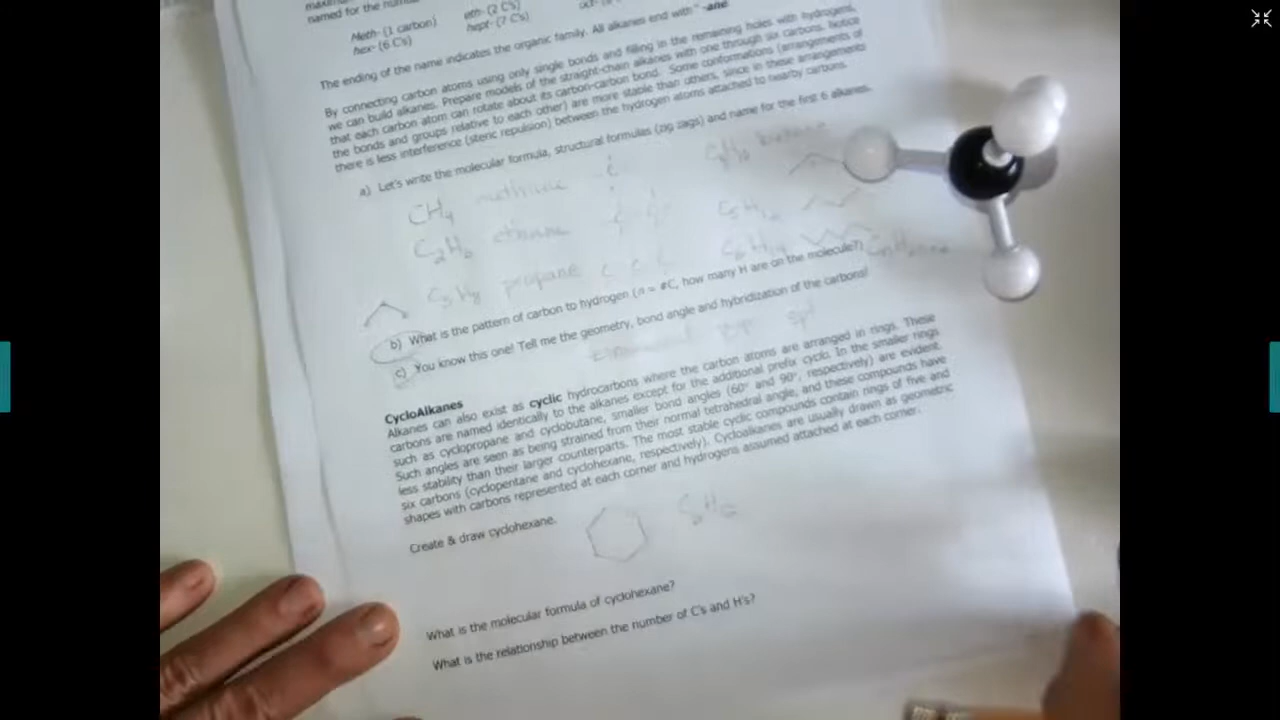 named for the
Meth- (1 carbon) eth- (2 C's)
hex- (6 C's) hept- (7 C's)
The ending of the name indicates the organic family. All alkanes end with "-ane
By connecting carbon atoms using only single bonds and filling in the remaining holes with hydrogens,
we can build alkanes. Prepare models of the straight-chain alkanes with one through six carbons. Notice
that each carbon atom can rotate about its carbon-carbon bond. Some conformations (arrangements of
the bonds and groups relative to each other) are more stable than others, since in these arrangements
there is less interference (steric repulsion) between the hydrogen atoms attached to nearby carbons.
a) Let's write the molecular formula, structural formulas (zig zags) and name for the first 6 alkanes.
CH4 methane
C2H6 ethane
C3H8 propane C C C
b) What is the pattern of carbon to hydrogen (n = #C, how many H are on the molecule?)
c) You know this one! Tell me the geometry, bond angle and hybridization of the carbons!
CycloAlkanes
Alkanes can also exist as cyclic hydrocarbons where the carbon atoms are arranged in rings. These
carbons are named identically to the alkanes except for the additional prefix cyclo. In the smaller rings
such as cyclopropane and cyclobutane, smaller bond angles (60° and 90°, respectively) are evident.
Such angles are seen as being strained from their normal tetrahedral angle, and these compounds have
less stability than their larger counterparts. The most stable cyclic compounds contain rings of five and
six carbons (cyclopentane and cyclohexane, respectively). Cycloalkanes are usually drawn as geometric
shapes with carbons represented at each corner and hydrogens assumed attached at each corner.
Create & draw cyclohexane.
What is the molecular formula of cyclohexane?
What is the relationship between the number of C's and H's?